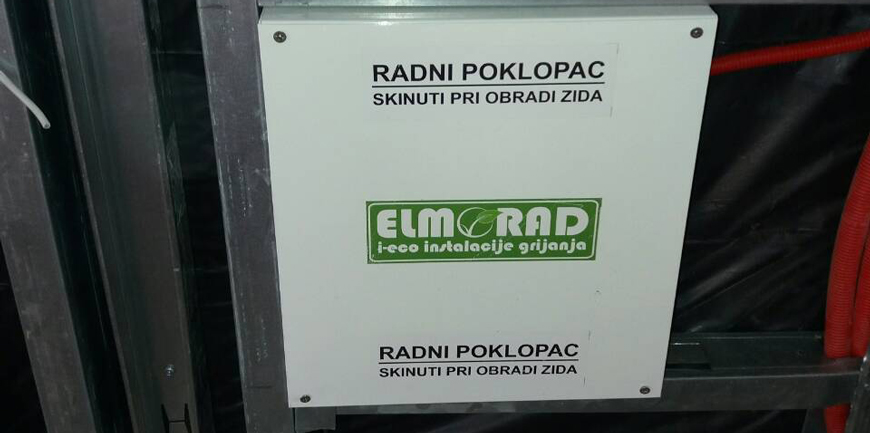 RADNI POKLOPAC
SKINUTI PRI OBRADI ZIDA
ELMORAD
i-eco instalacije grijanja
RADNI POKLOPAC
SKINUTI PRI OBRADI ZIDA